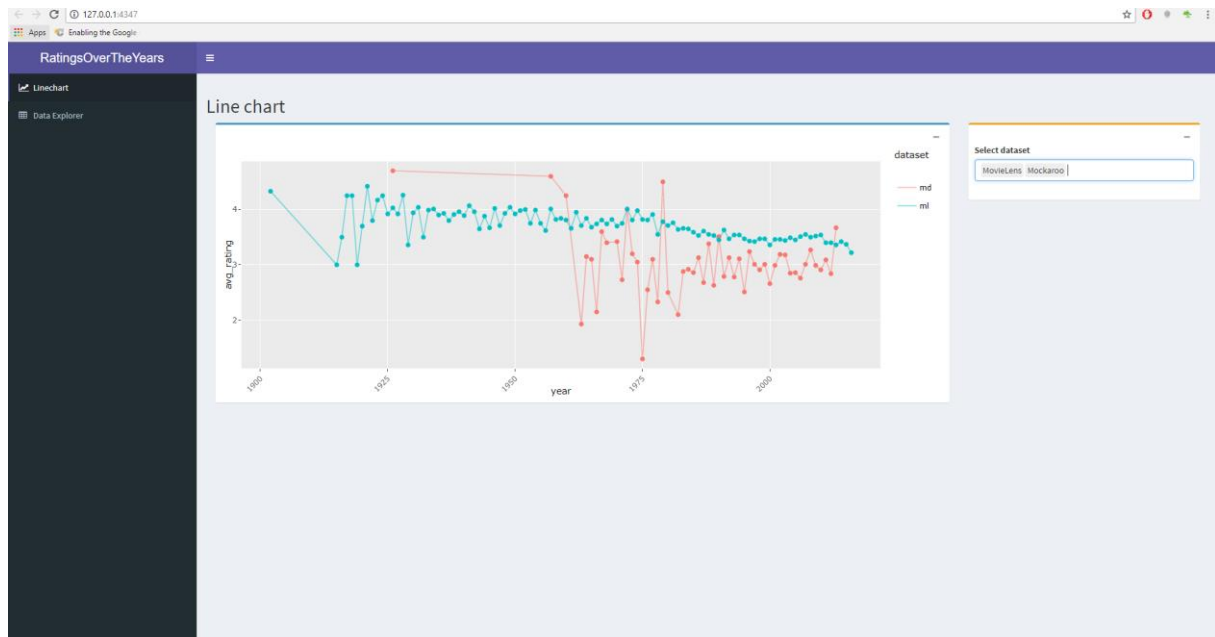 127.0.0.1:4347
Apps Enabling the Google
RatingsOverTheYears
Linechart
Data Explorer
Line chart
dataset
md
ml
avg_rating
4
3
2
1900
1925
1950
1975
2000
year
Select dataset
MovieLens Mockaroo